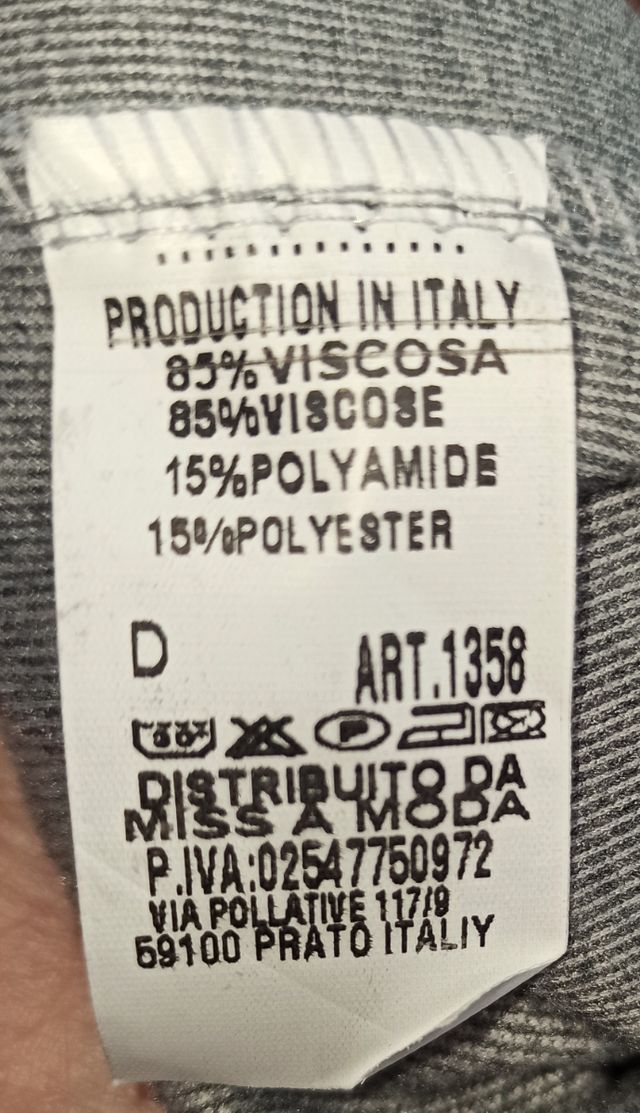 PRODUCTION IN ITALY
85%VISCOSA
85%VISCOSE
15%POLYAMIDE
15%POLYESTER
D
ART.1358
P
DISTRIBUITO DA
MISS A MODA
P.IVA:02547750972
VIA POLLATIVE 117/9
59100 PRATO ITALIY